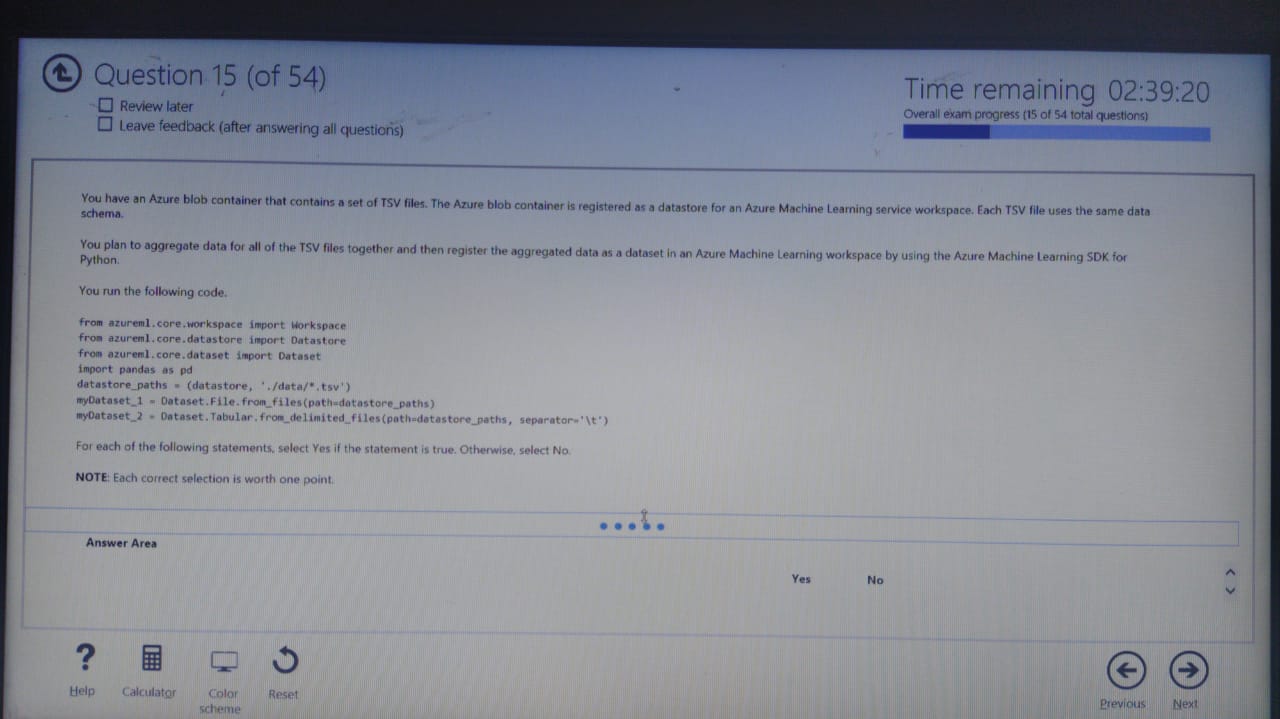 Question 15 (of 54)
Review later
Leave feedback (after answering all questions)
Time remaining 02:39:20
Overall exam progress (15 of 54 total questions)
You have an Azure blob container that contains a set of TSV files. The Azure blob container is registered as a datastore for an Azure Machine Learning service workspace. Each TSV file uses the same data
schema.
You plan to aggregate data for all of the TSV files together and then register the aggregated data as a dataset in an Azure Machine Learning workspace by using the Azure Machine Learning SDK for
Python.
You run the following code.
from azureml.core.workspace import Workspace
from azureml.core.datastore import Datastore
from azureml.core.dataset import Dataset
import pandas as pd
datastore_paths = (datastore, './data/*.tsv')
myDataset_1 = Dataset.File.from_files(path=datastore_paths)
myDataset_2 = Dataset.Tabular.from_delimited_files(path=datastore_paths, separator='\t')
For each of the following statements, select Yes if the statement is true. Otherwise, select No.
NOTE: Each correct selection is worth one point.
Answer Area
Yes No
Help Calculator Color scheme Reset
Previous Next